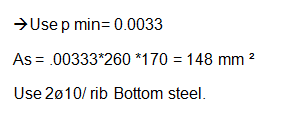 →Use p min= 0.0033
As = .00333*260 *170 = 148 mm ²
Use 2ø10/ rib Bottom steel.